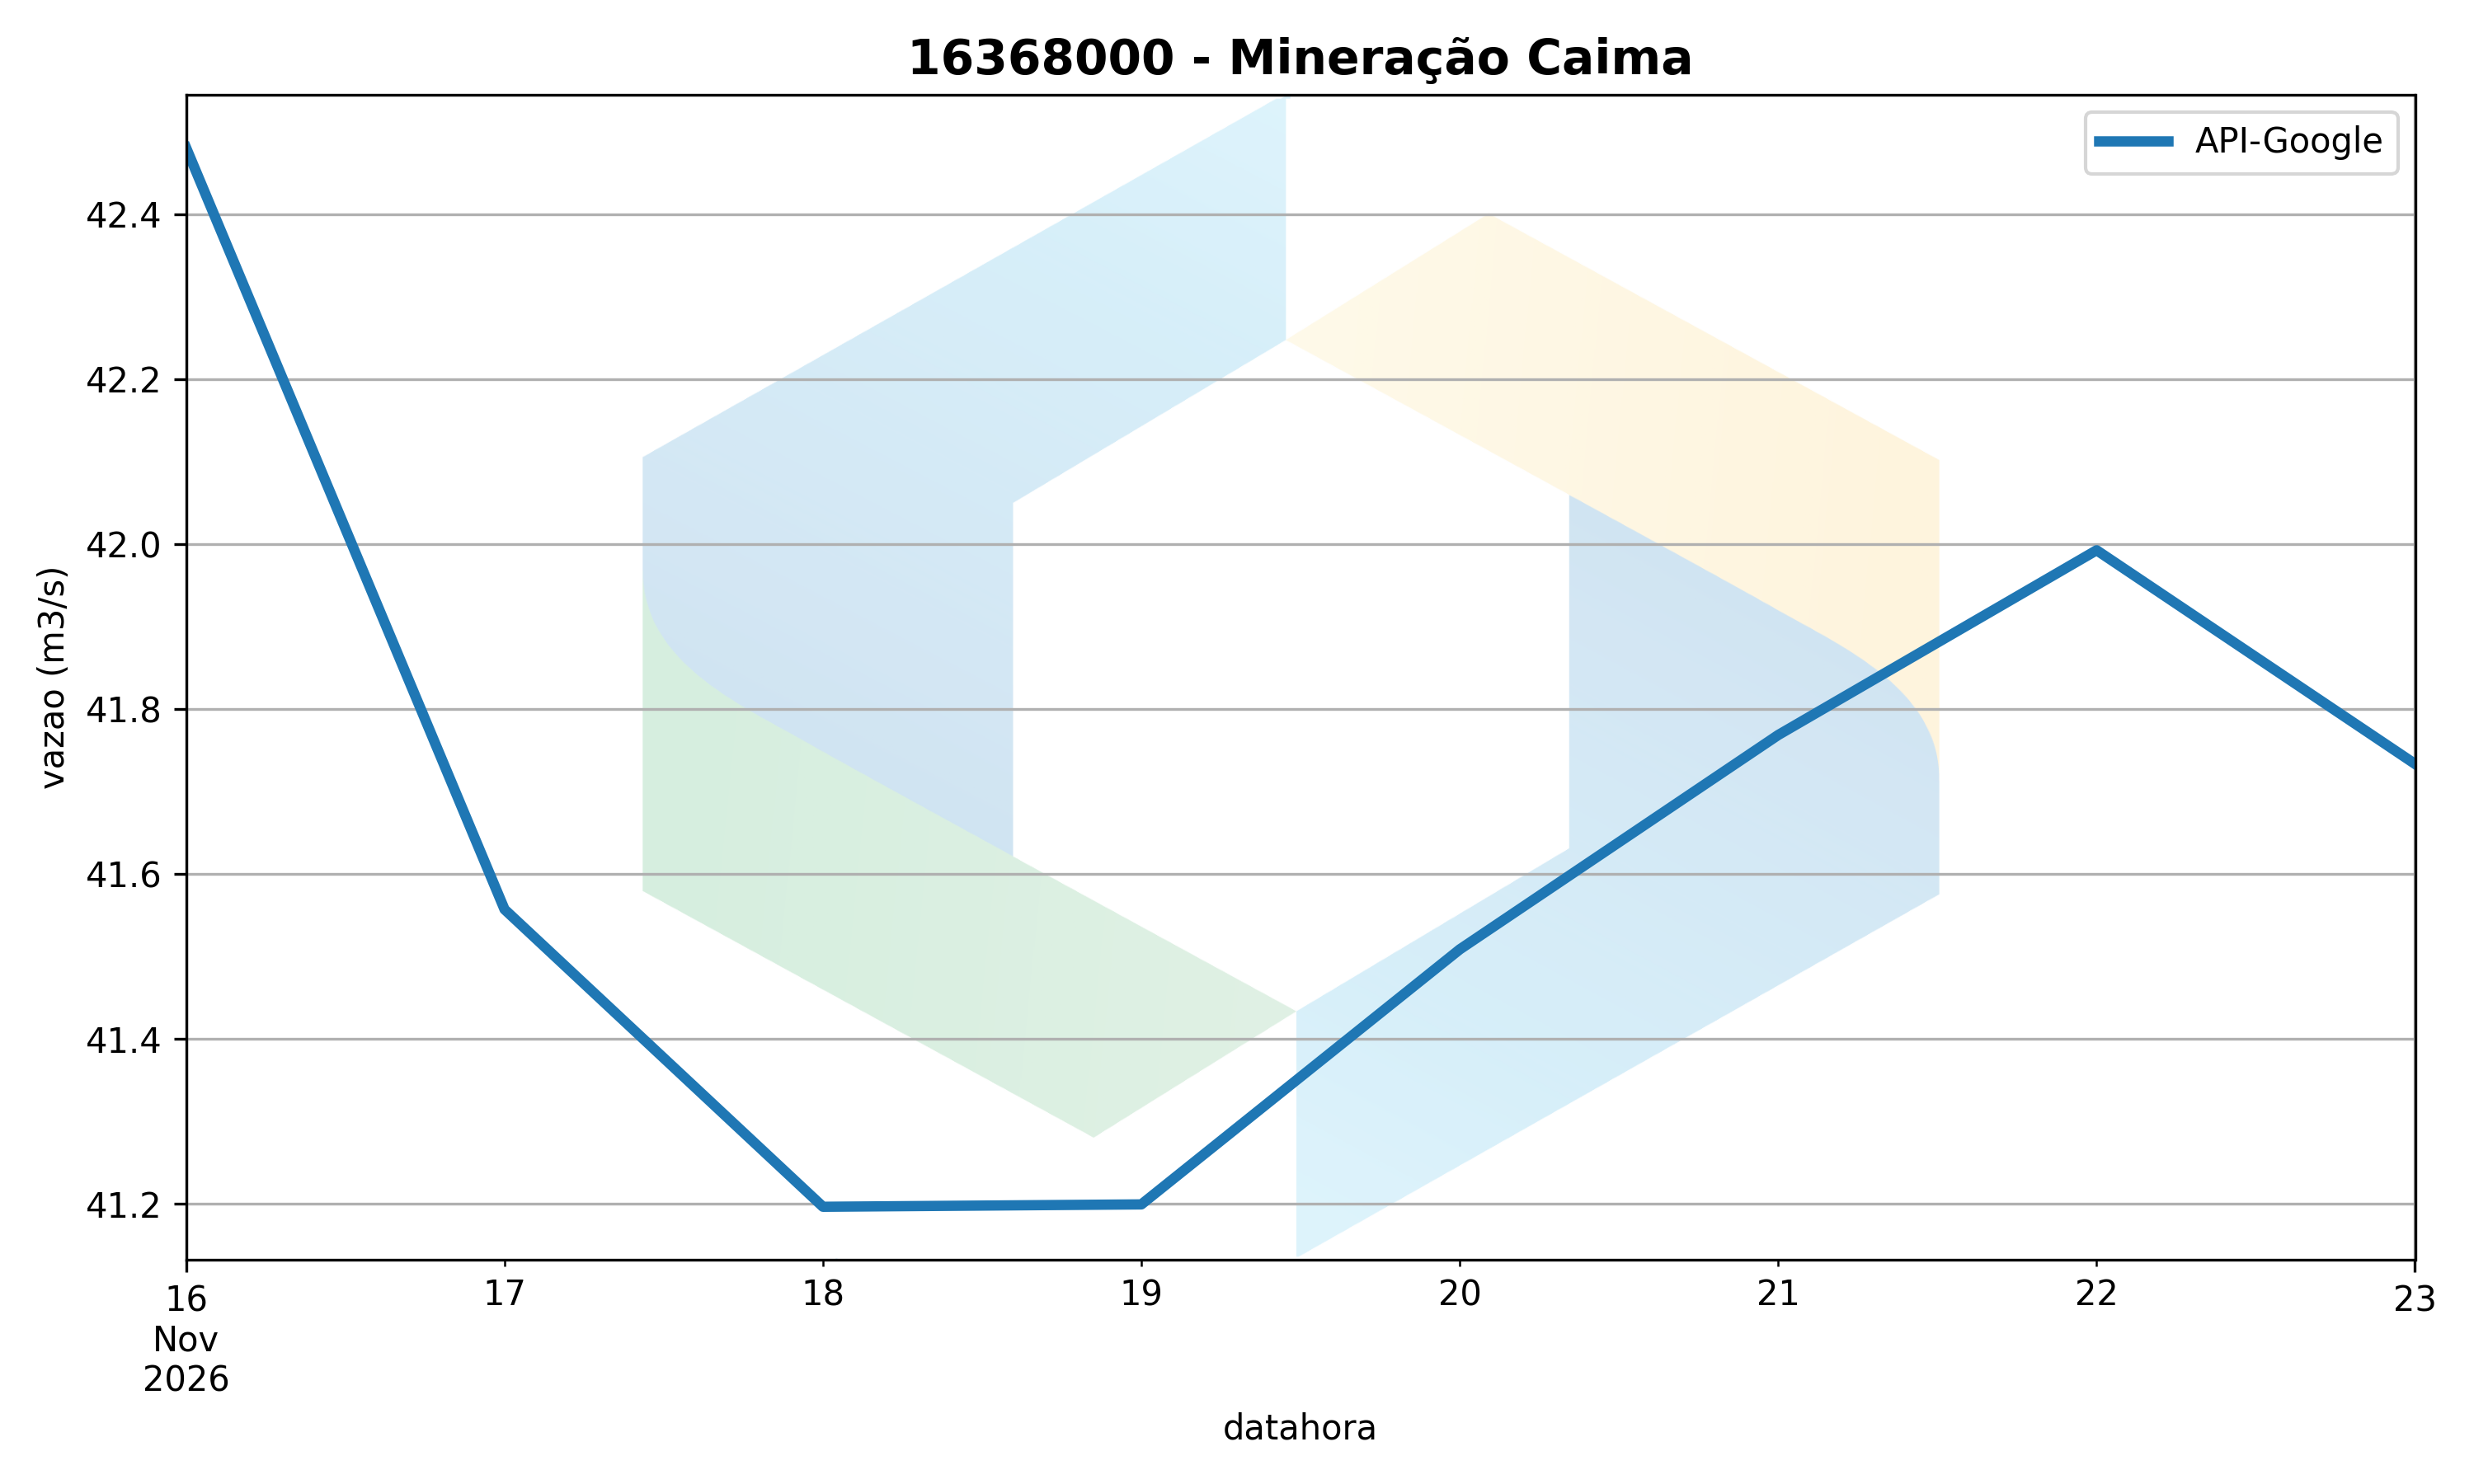 16368000 - Mineração Caima
API-Google
42.4
42.2
42.0
41.8
41.6
41.4
41.2
vazao (m3/s)
16 17 18 19 20 21 22 23
Nov
2026
datahora